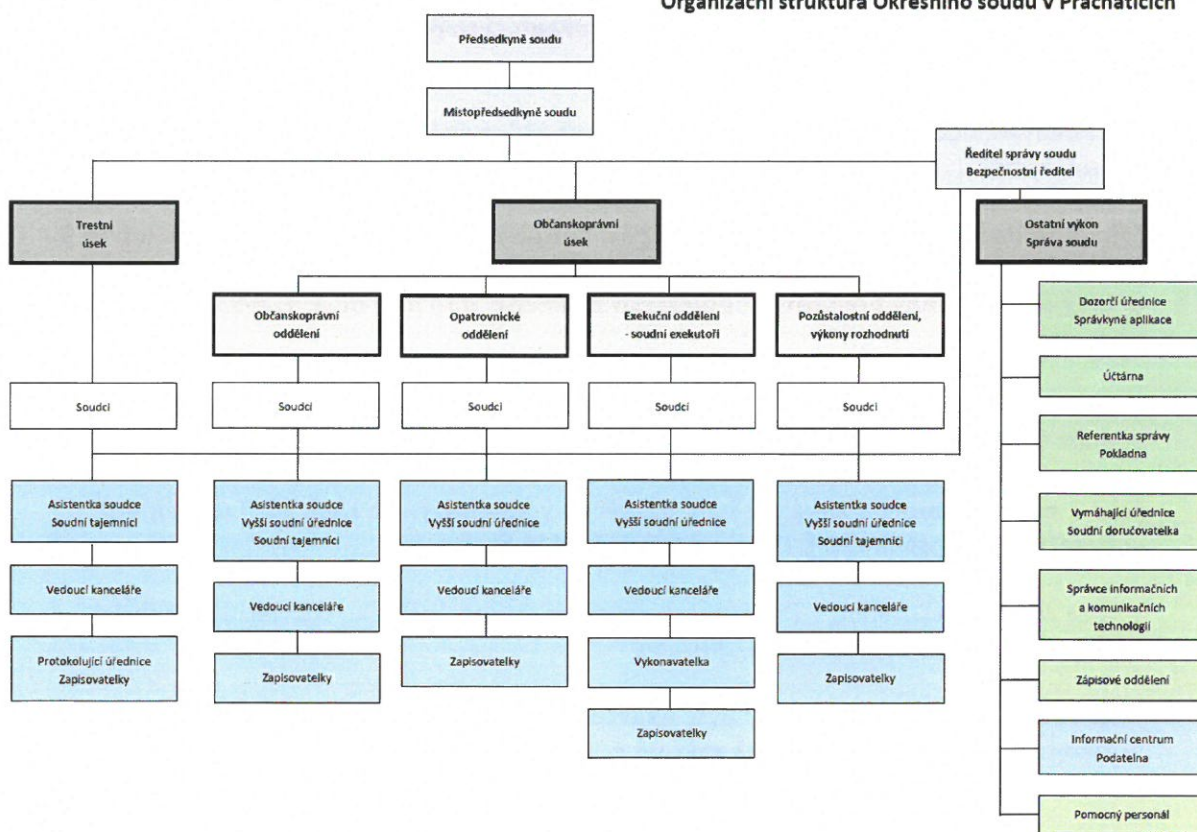 Organizační struktura Okresního soudu v Prachaticích
Předsedkyně soudu
Místopředsedkyně soudu
Ředitel správy soudu
Bezpečnostní ředitel
Trestní
úsek
Občanskoprávní
úsek
Ostatní výkon
Správa soudu
Občanskoprávní
oddělení
Opatrovnické
oddělení
Exekuční oddělení
- soudní exekutoři
Pozůstalostní oddělení,
výkony rozhodnutí
Soudci
Soudci
Soudci
Soudci
Soudci
Asistentka soudce
Soudní tajemníci
Vedoucí kanceláře
Protokolující úřednice
Zapisovatelky
Asistentka soudce
Vyšší soudní úřednice
Soudní tajemníci
Vedoucí kanceláře
Zapisovatelky
Asistentka soudce
Vyšší soudní úřednice
Vedoucí kanceláře
Zapisovatelky
Asistentka soudce
Vyšší soudní úřednice
Vedoucí kanceláře
Vykonavatelka
Zapisovatelky
Asistentka soudce
Vyšší soudní úřednice
Soudní tajemníci
Vedoucí kanceláře
Zapisovatelky
Dozorčí úřednice
Správkyně aplikace
Účtárna
Referentka správy
Pokladna
Vymáhající úřednice
Soudní doručovatelka
Správce informačních
a komunikačních
technologií
Zápisové oddělení
Informační centrum
Podatelna
Pomocný personál